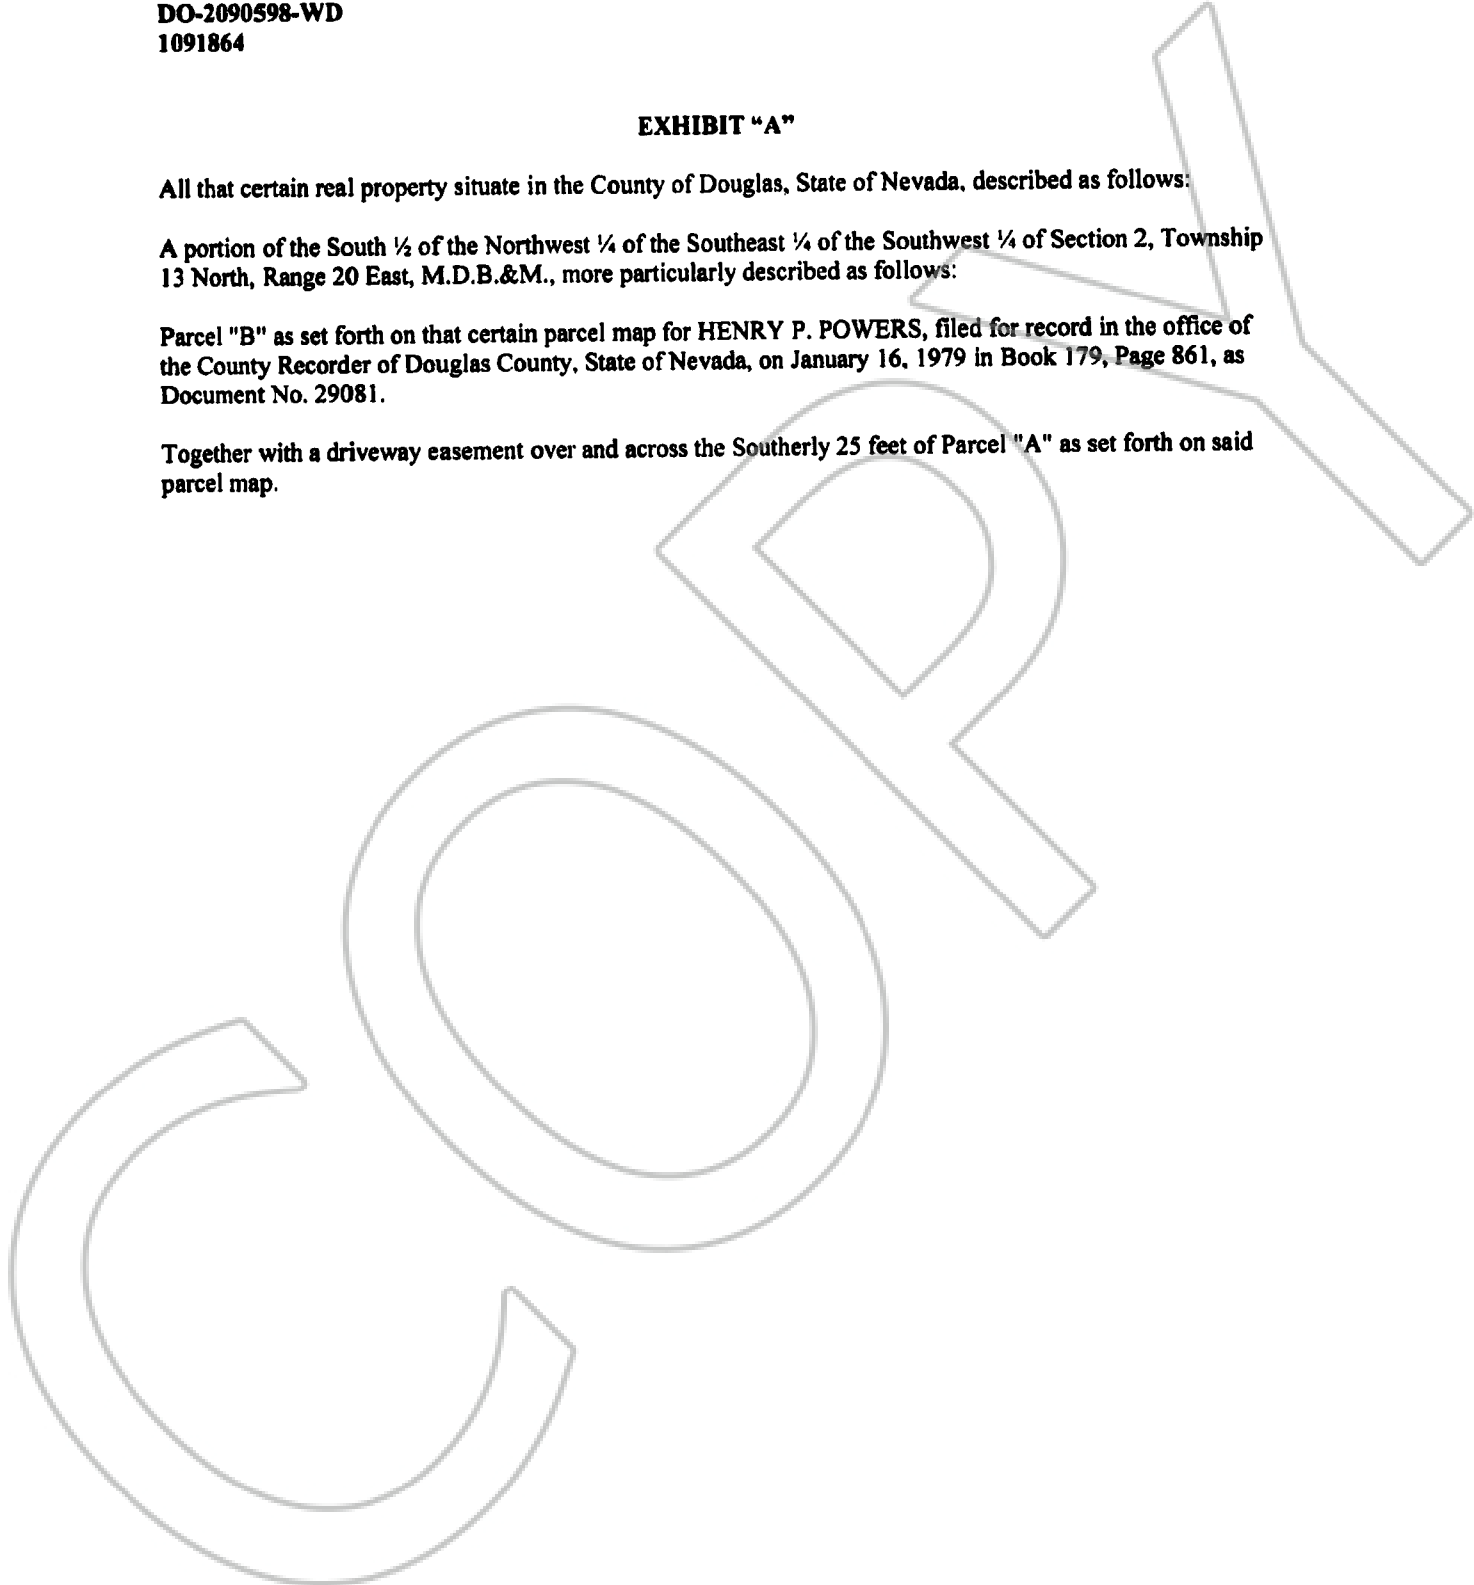 DO-2090598-WD
1091864
EXHIBIT “A”
All that certain real property situate in the County of Douglas, State of Nevada, described as follows:
A portion of the South ½ of the Northwest ¼ of the Southeast ¼ of the Southwest ¼ of Section 2, Township
13 North, Range 20 East, M.D.B.&M., more particularly described as follows:
Parcel "B" as set forth on that certain parcel map for HENRY P. POWERS, filed for record in the office of
the County Recorder of Douglas County, State of Nevada, on January 16, 1979 in Book 179, Page 861, as
Document No. 29081.
Together with a driveway easement over and across the Southerly 25 feet of Parcel "A" as set forth on said
parcel map.
COPY